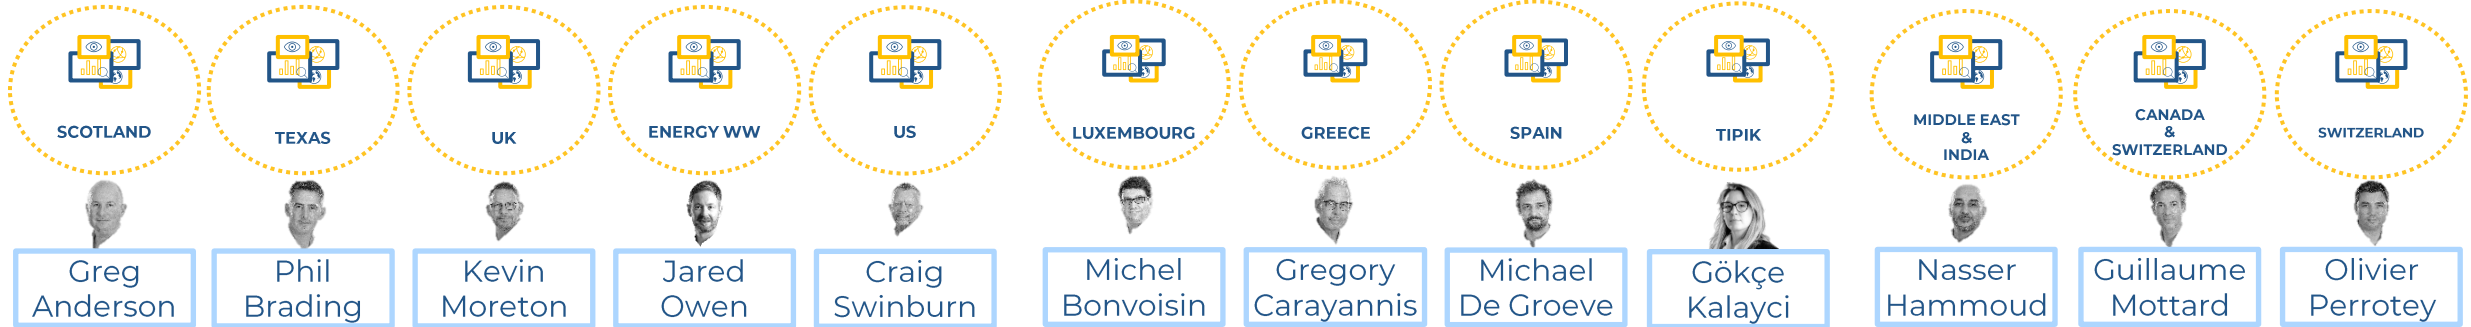 SCOTLAND
TEXAS
UK
ENERGY WW
US
LUXEMBOURG
GREECE
SPAIN
TIPIK
MIDDLE EAST
&
INDIA
CANADA
&
SWITZERLAND
SWITZERLAND
Greg
Anderson
Phil
Brading
Kevin
Moreton
Jared
Owen
Craig
Swinburn
Michel
Bonvoisin
Gregory
Carayannis
Michael
De Groeve
Gökçe
Kalayci
Nasser
Hammoud
Guillaume
Mottard
Olivier
Perrotey